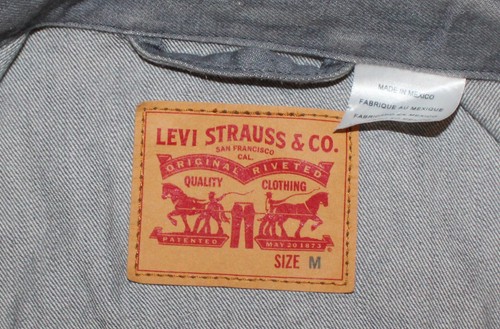 MADE IN MEXICO
FABRIQUE AU MEXIQUE
LEVI STRAUSS & CO.
SAN FRANCISCO
CAL.
ORIGINAL RIVETED
QUALITY CLOTHING
PATENTED MAY 20 1873
SIZE M